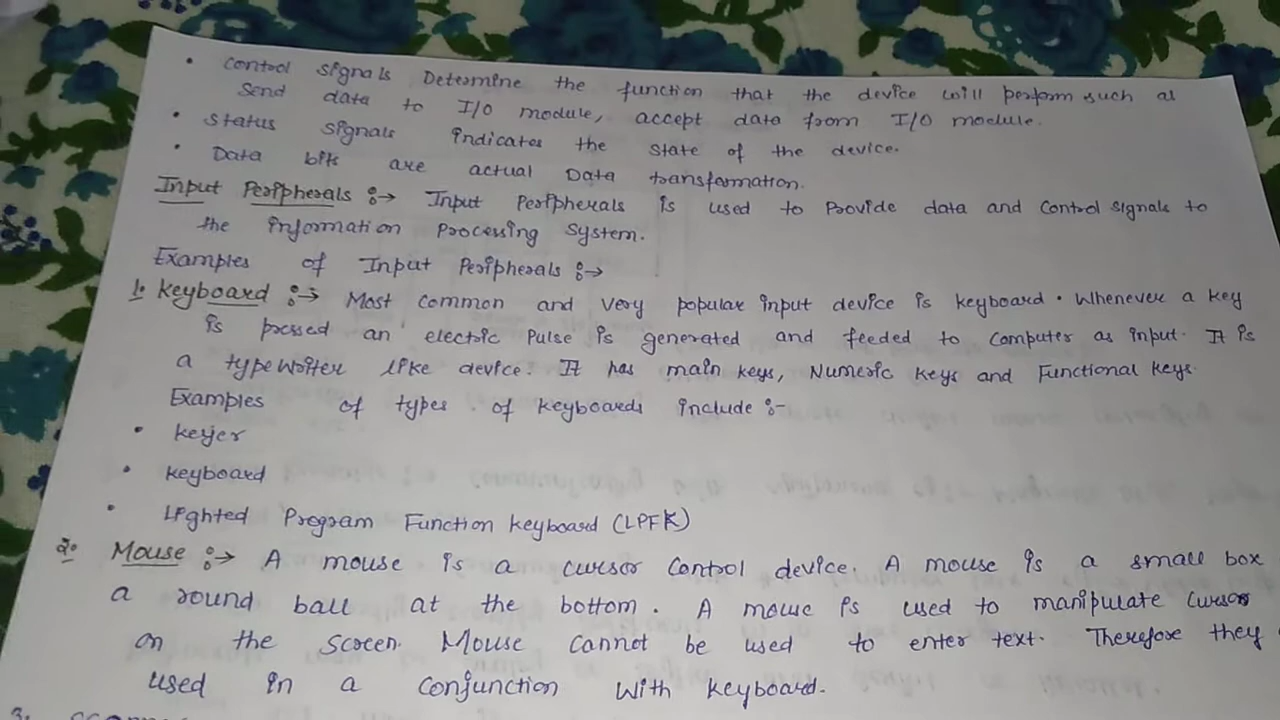 • Control signals Determine the function that the device will perform such as
Send data to I/O module, accept data from I/O module.
• Status signals indicates the state of the device.
• Data bits are actual Data transformation.
Input Peripherals :→ Input Peripherals is used to Provide data and Control signals to
the information Processing System.
Examples of Input Peripherals :→
1. Keyboard :→ Most common and very popular input device is keyboard. Whenever a key
is pressed an electric Pulse is generated and feeded to Computer as input. It is
a typewriter like device. It has main keys, Numeric keys and Functional keys.
Examples of types of keyboards include :-
• Keyer
• Keyboard
• Lighted Program Function Keyboard (LPFK)
2. Mouse :→ A mouse is a cursor Control device. A mouse is a small box
a round ball at the bottom. A mouse is used to manipulate Cursor
on the screen. Mouse cannot be used to enter text. Therefore they
used in a Conjunction with Keyboard.
3.